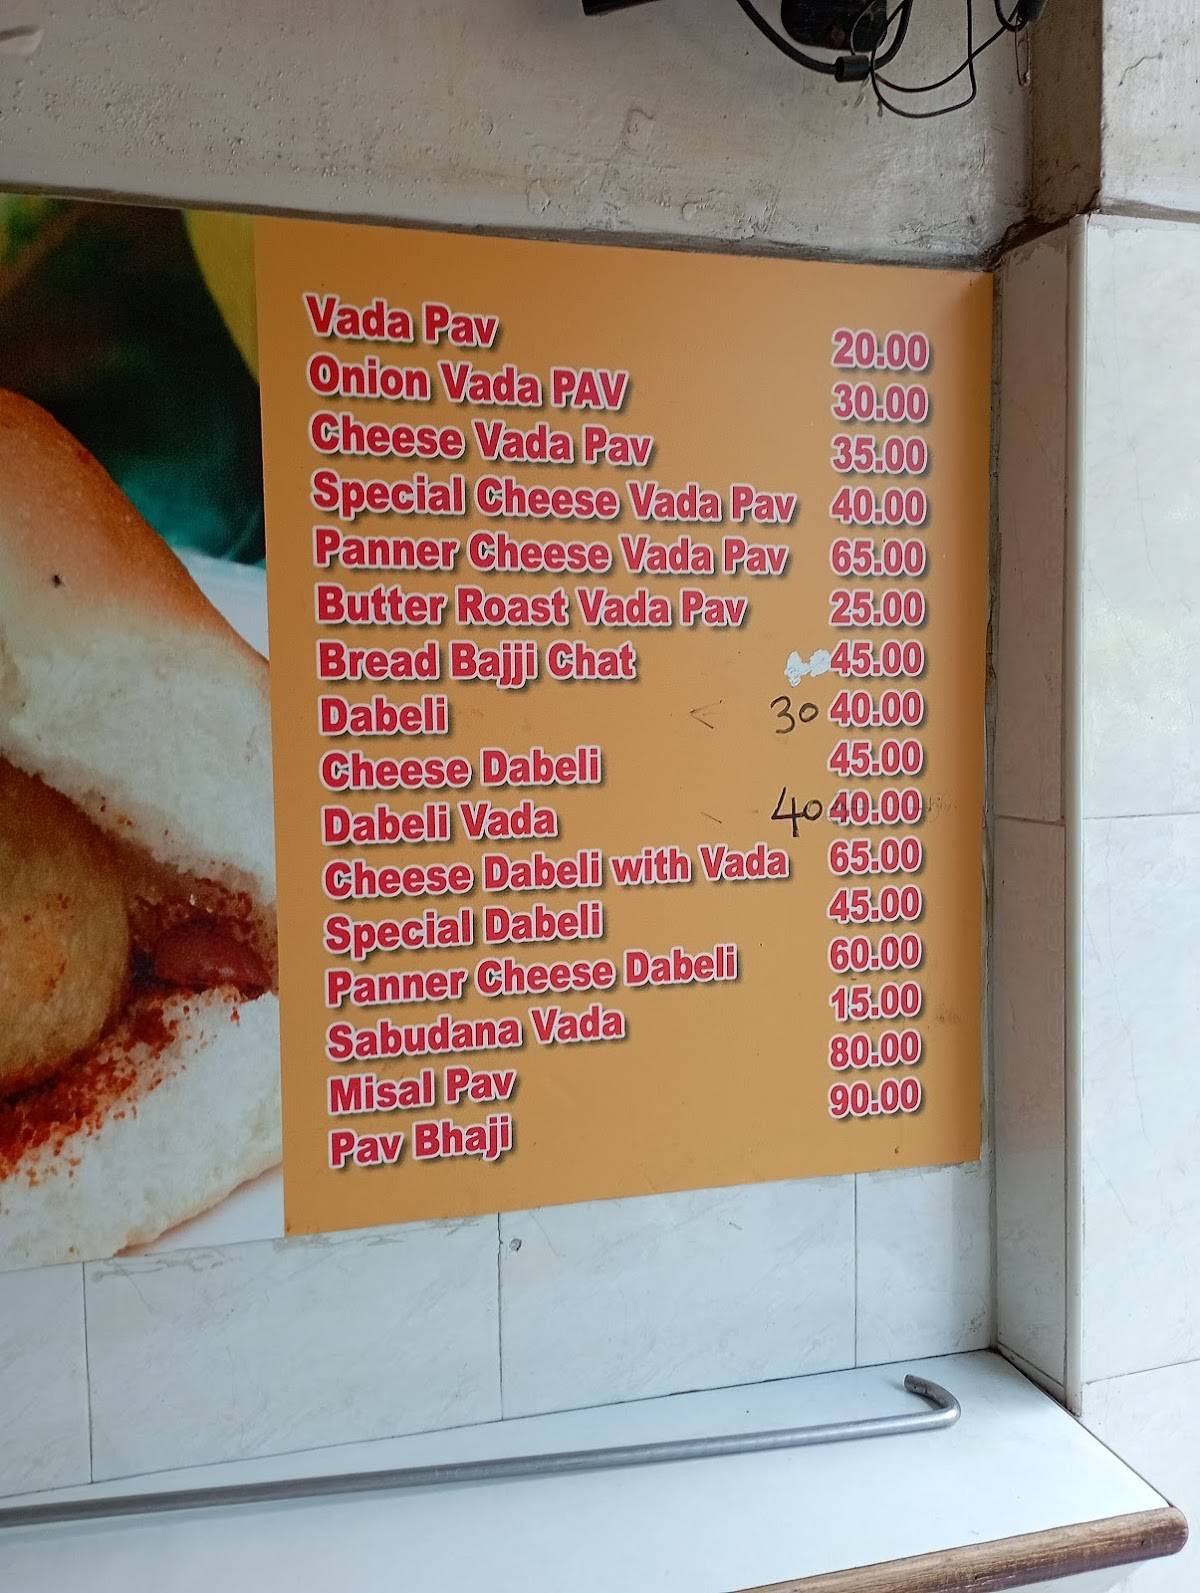 Vada Pav 20.00
Onion Vada PAV 30.00
Cheese Vada Pav 35.00
Special Cheese Vada Pav 40.00
Panner Cheese Vada Pav 65.00
Butter Roast Vada Pav 25.00
Bread Bajji Chat 45.00
Dabeli 30 40.00
Cheese Dabeli 45.00
Dabeli Vada 40 40.00
Cheese Dabeli with Vada 65.00
Special Dabeli 45.00
Panner Cheese Dabeli 60.00
Sabudana Vada 15.00
Misal Pav 80.00
Pav Bhaji 90.00